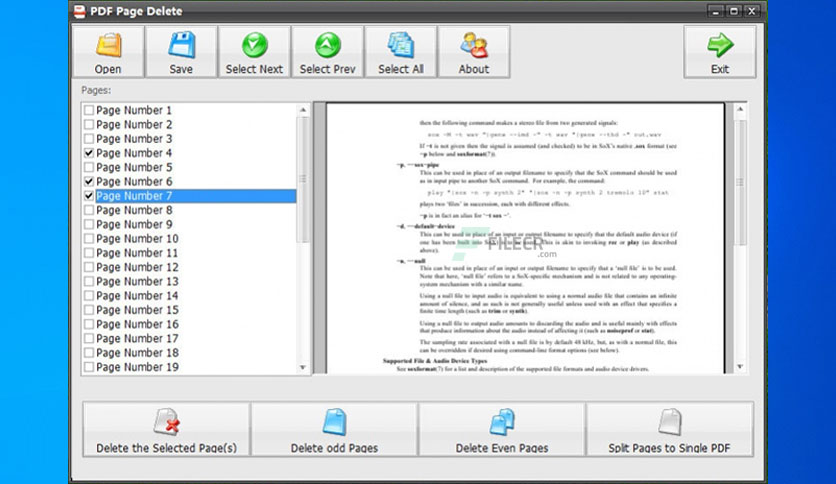 PDF Page Delete
Open
Save
Select Next
Select Prev
Select All
About
Exit
Pages:
Page Number 1
Page Number 2
Page Number 3
Page Number 4
Page Number 5
Page Number 6
Page Number 7
Page Number 8
Page Number 9
Page Number 10
Page Number 11
Page Number 12
Page Number 13
Page Number 14
Page Number 15
Page Number 16
Page Number 17
Page Number 18
Page Number 19
then the following command makes a stereo file from two generated signals:
sox -M -t wav "|genw --imd -" -t wav "|genw --thd -" out.wav
If −t is not given then the signal is assumed (and checked) to be in SoX's native .sox format (see
−p below and soxformat(7)).
−p, −−sox−pipe
This can be used in place of an output filename to specify that the SoX command should be used
as in input pipe to another SoX command. For example, the command:
play "|sox -n -p synth 2" "|sox -n -p synth 2 tremolo 10" stat
plays two 'files' in succession, each with different effects.
−p is in fact an alias for '−t sox −'.
−d, −−default−device
This can be used in place of an input or output filename to specify that the default audio device (if
one has been built into SoX) is to be used. This is akin to invoking rec or play (as described
above).
−n, −−null
This can be used in place of an input or output filename to specify that a 'null file' is to be used.
Note that here, 'null file' refers to a SoX-specific mechanism and is not related to any operating-
system mechanism with a similar name.
Using a null file to input audio is equivalent to using a normal audio file that contains an infinite
amount of silence, and as such is not generally useful unless used with an effect that specifies a
finite time length (such as trim or synth).
Using a null file to output audio amounts to discarding the audio and is useful mainly with effects
that produce information about the audio instead of affecting it (such as noiseprof or stat).
The sampling rate associated with a null file is by default 48 kHz, but, as with a normal file, this
can be overridden if desired using command-line format options (see below).
Supported File & Audio Device Types
See soxformat(7) for a list and description of the supported file formats and audio device drivers.
FILECR
.com
Delete the Selected Page(s)
Delete odd Pages
Delete Even Pages
Split Pages to Single PDF